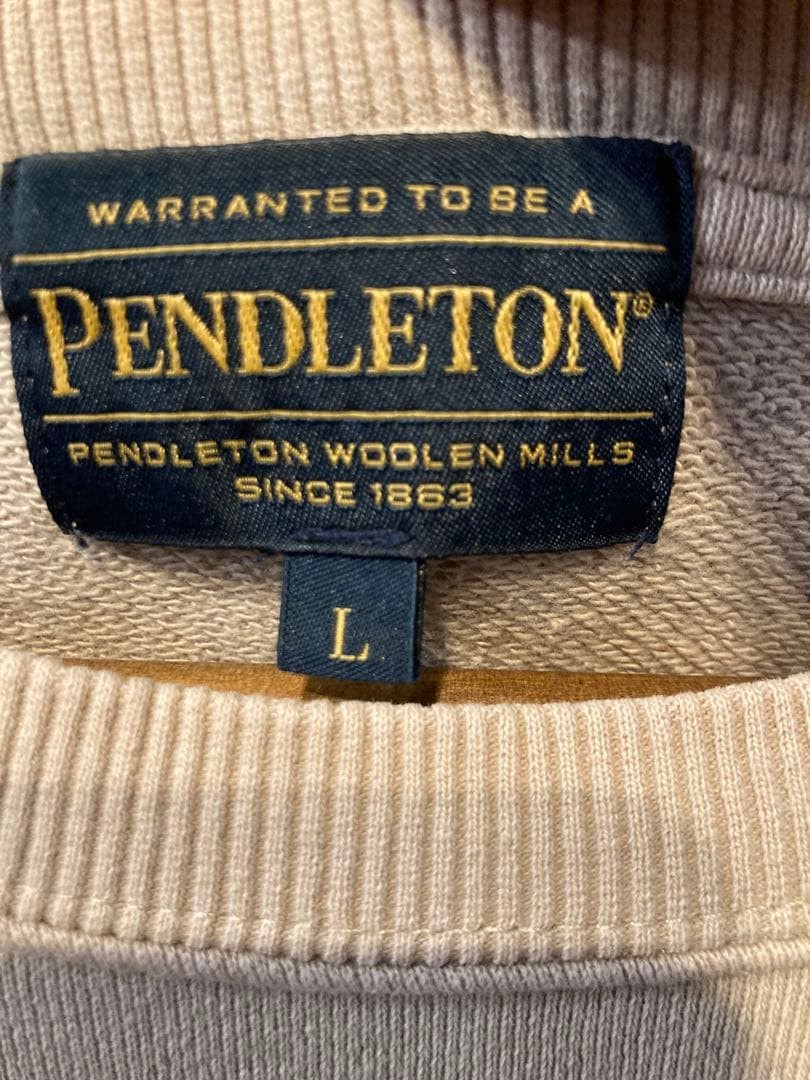 WARRANTED TO BE A
PENDLETON®
PENDLETON WOOLEN MILLS
SINCE 1863
L